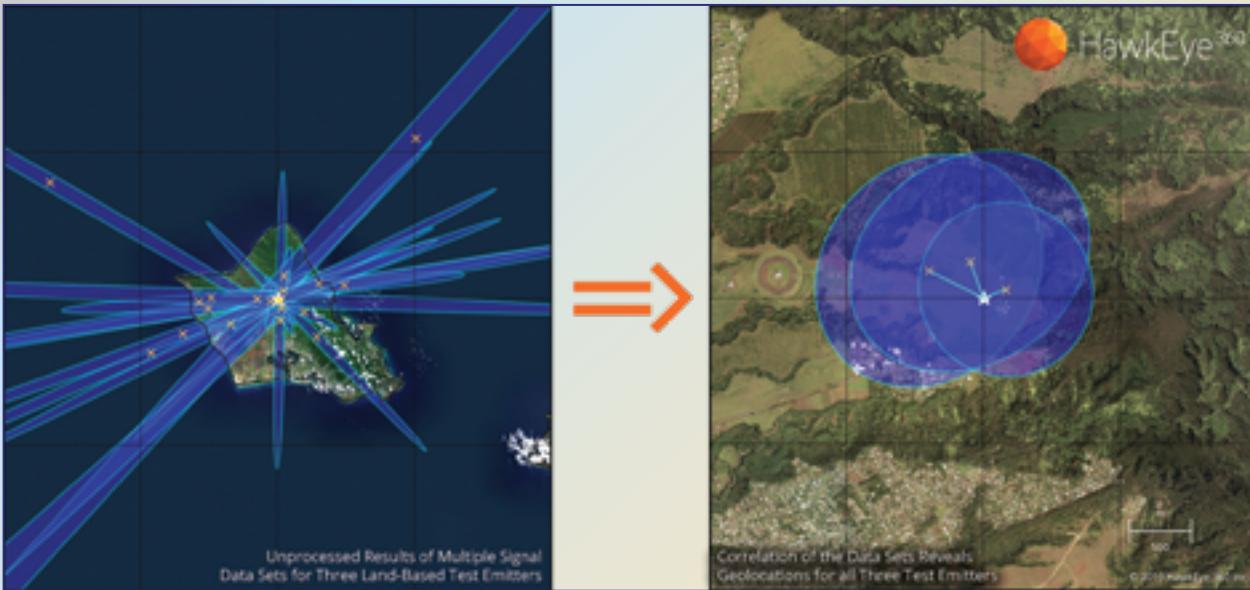 HawkEye 360
Unprocessed Results of Multiple Signal
Data Sets for Three Land-Based Test Emitters
Correlation of the Data Sets Reveals
Geolocations for all Three Test Emitters